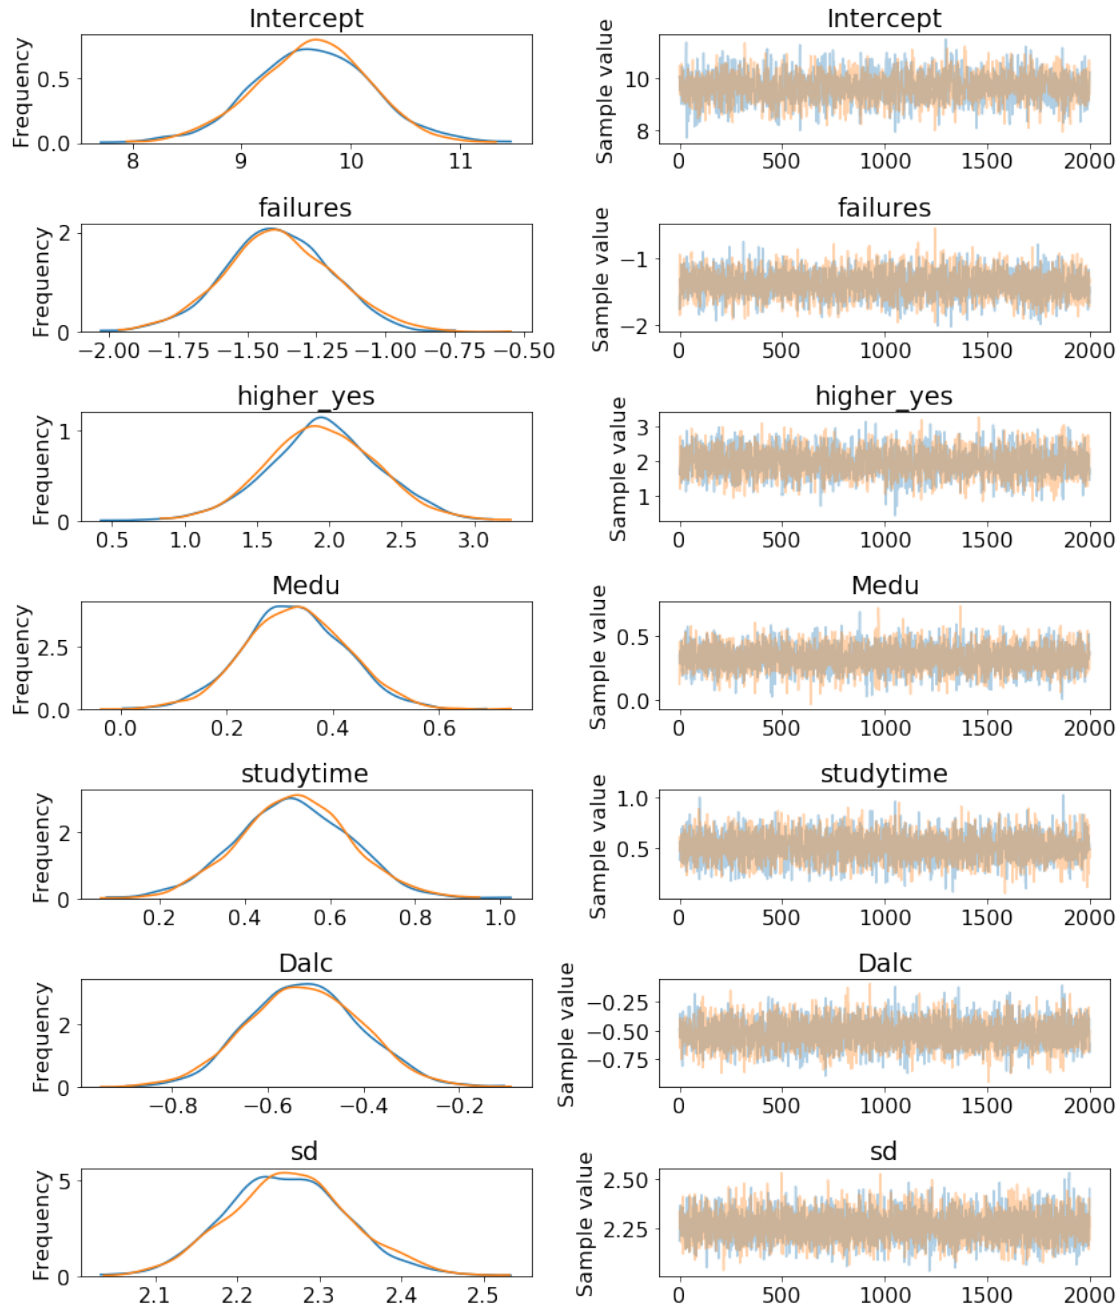 Intercept
Intercept
Frequency
0.5
0.0
8 9 10 11
Sample value
10
8
0 500 1000 1500 2000
failures
failures
Frequency
2
0
−2.00 −1.75 −1.50 −1.25 −1.00 −0.75 −0.50
Sample value
−1
−2
0 500 1000 1500 2000
higher_yes
higher_yes
Frequency
1
0
0.5 1.0 1.5 2.0 2.5 3.0
Sample value
3
2
1
0 500 1000 1500 2000
Medu
Medu
Frequency
2.5
0.0
0.0 0.2 0.4 0.6
Sample value
0.5
0.0
0 500 1000 1500 2000
studytime
studytime
Frequency
2
0
0.2 0.4 0.6 0.8 1.0
Sample value
1.0
0.5
0 500 1000 1500 2000
Dalc
Dalc
Frequency
2
0
−0.8 −0.6 −0.4 −0.2
Sample value
−0.25
−0.50
−0.75
0 500 1000 1500 2000
sd
sd
Frequency
5
0
2.1 2.2 2.3 2.4 2.5
Sample value
2.50
2.25
0 500 1000 1500 2000